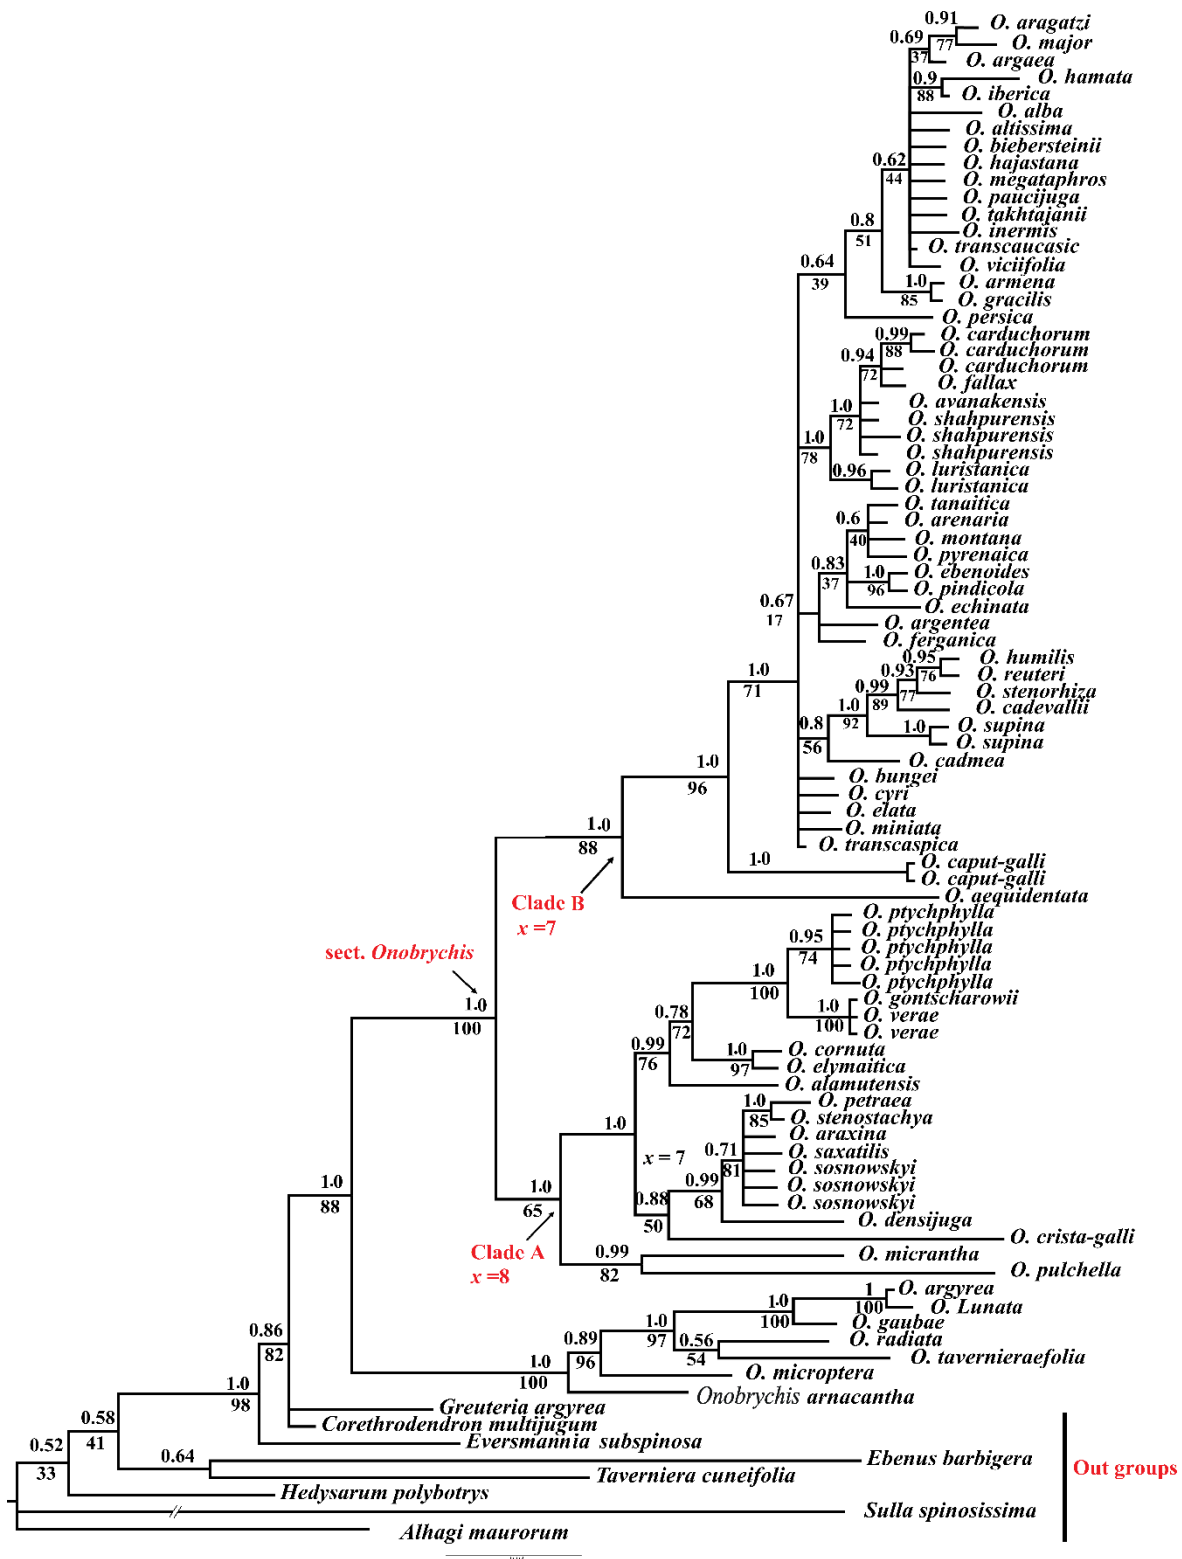 0.91
O. aragatzi
0.69
77
O. major
37
O. argaea
0.9
O. hamata
88
O. iberica
O. alba
O. altissima
O. biebersteinii
0.62
O. hajastana
44
O. megataphros
O. paucijuga
O. takhtajanii
0.8
O. inermis
51
O. transcaucasic
0.64
O. viciifolia
39
1.0
O. armena
85
O. gracilis
O. persica
0.99
O. carduchorum
88
O. carduchorum
0.94
O. carduchorum
72
O. fallax
1.0
O. avanakensis
72
O. shahpurensis
1.0
O. shahpurensis
78
O. shahpurensis
0.96
O. luristanica
O. luristanica
O. tanaitica
0.6
O. arenaria
40
O. montana
O. pyrenaica
0.83
1.0
O. ebenoides
37
96
O. pindicola
0.67
O. echinata
17
O. argentea
O. ferganica
0.95
O. humilis
0.93
76
O. reuteri
0.99
77
O. stenorhiza
1.0
89
O. cadevallii
0.8
92
1.0
O. supina
56
O. supina
1.0
71
O. cadmea
1.0
96
O. bungei
O. cyri
O. elata
1.0
88
O. miniata
O. transcaspica
1.0
O. caput-galli
O. caput-galli
Clade B
x =7
O. aequidentata
O. ptychphylla
O. ptychphylla
0.95
O. ptychphylla
74
O. ptychphylla
sect. Onobrychis
1.0
100
O. ptychphylla
O. gontscharowii
1.0
100
1.0
O. verae
100
O. verae
0.78
72
0.99
76
1.0
O. cornuta
97
O. elymaitica
O. alamutensis
1.0
O. petraea
85
O. stenostachya
1.0
O. araxina
x = 7
0.71
O. saxatilis
81
O. sosnowskyi
0.99
O. sosnowskyi
68
O. sosnowskyi
1.0
88
1.0
65
0.88
50
O. densijuga
O. crista-galli
Clade A
x =8
0.99
O. micrantha
82
O. pulchella
1
O. argyrea
100
O. Lunata
1.0
100
O. gaubae
1.0
97
0.56
O. radiata
54
O. tavernieraefolia
0.86
82
0.89
96
O. microptera
1.0
100
Onobrychis arnacantha
1.0
98
Greuteria argyrea
Corethrodendron multijugum
0.58
41
Eversmannia subspinosa
0.52
33
0.64
Ebenus barbigera
Out groups
Taverniera cuneifolia
Hedysarum polybotrys
Sulla spinosissima
Alhagi maurorum